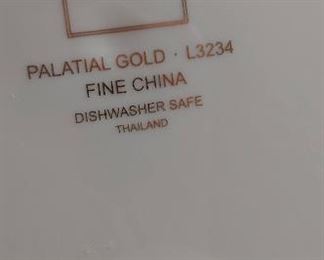 PALATIAL GOLD · L3234
FINE CHINA
DISHWASHER SAFE
THAILAND